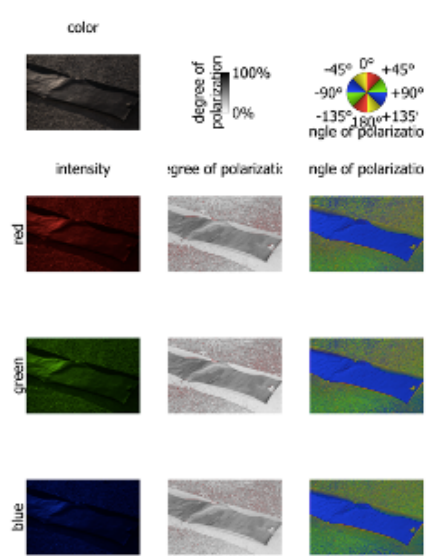 color
degree of
polarization
100%
0%
-45° 0° +45°
-90° +90°
-135° 180° +135°
ngle of polarizatio
intensity
egree of polarizatic
ngle of polarizatio
red
green
blue